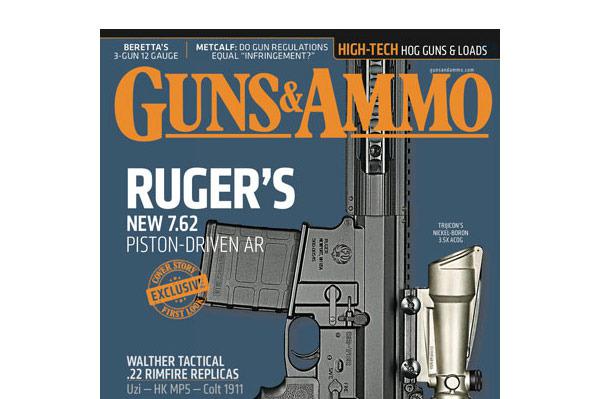 BERETTA'S
3-GUN 12 GAUGE
METCALF: DO GUN REGULATIONS
EQUAL "INFRINGEMENT?"
HIGH-TECH HOG GUNS & LOADS
gunsandammo.com
GUNS&AMMO
RUGER'S
NEW 7.62
PISTON-DRIVEN AR
TRIJICON'S
NICKEL-BORON
3.5X ACOG
COVER STORY
EXCLUSIVE
FIRST LOOK
RUGER
WALTHER TACTICAL
.22 RIMFIRE REPLICAS
Uzi — HK MP5 — Colt 1911